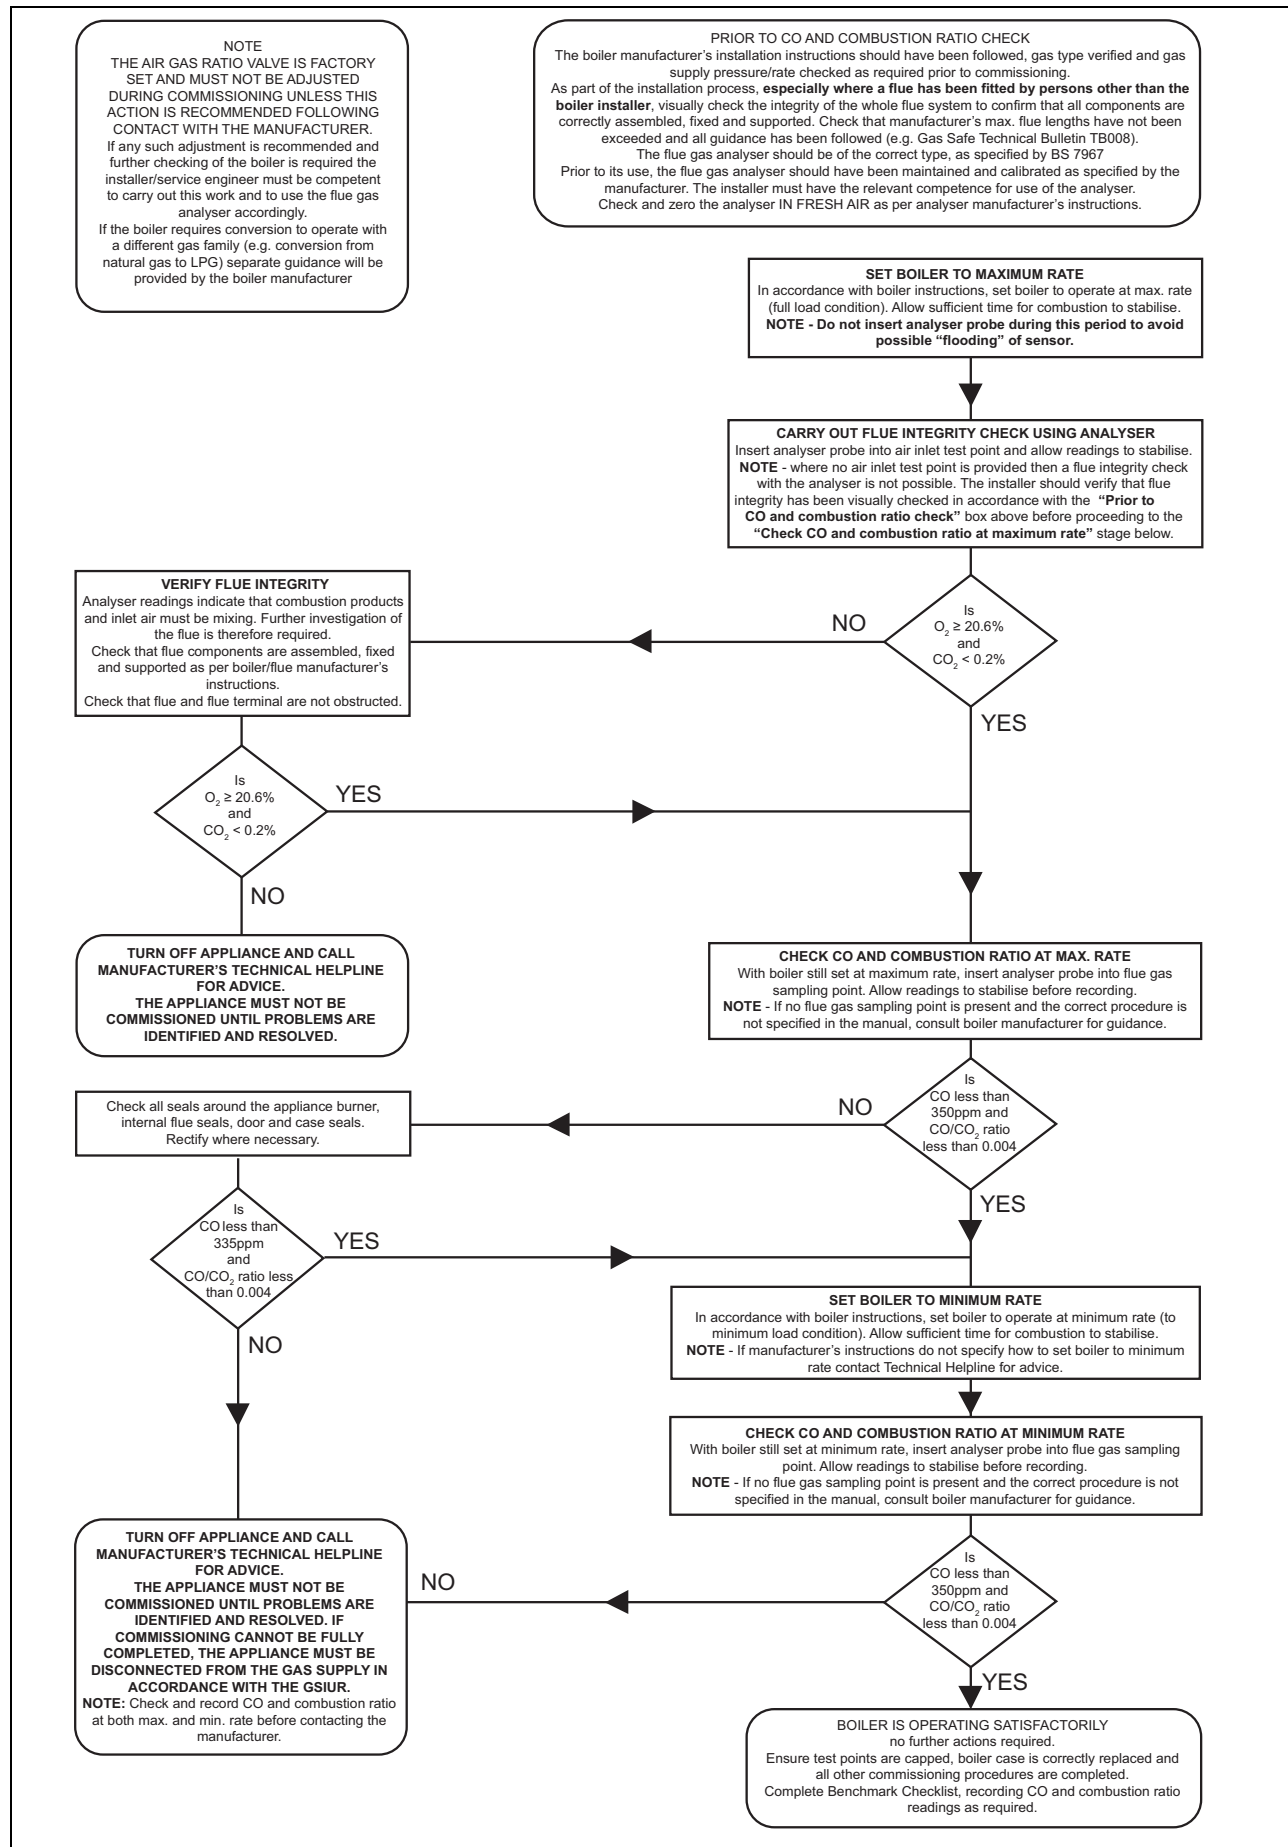 NOTE
THE AIR GAS RATIO VALVE IS FACTORY
SET AND MUST NOT BE ADJUSTED
DURING COMMISSIONING UNLESS THIS
ACTION IS RECOMMENDED FOLLOWING
CONTACT WITH THE MANUFACTURER.
If any such adjustment is recommended and
further checking of the boiler is required the
installer/service engineer must be competent
to carry out this work and to use the flue gas
analyser accordingly.
If the boiler requires conversion to operate with
a different gas family (e.g. conversion from
natural gas to LPG) separate guidance will be
provided by the boiler manufacturer
PRIOR TO CO AND COMBUSTION RATIO CHECK
The boiler manufacturer's installation instructions should have been followed, gas type verified and gas
supply pressure/rate checked as required prior to commissioning.
As part of the installation process, especially where a flue has been fitted by persons other than the
boiler installer, visually check the integrity of the whole flue system to confirm that all components are
correctly assembled, fixed and supported. Check that manufacturer's max. flue lengths have not been
exceeded and all guidance has been followed (e.g. Gas Safe Technical Bulletin TB008).
The flue gas analyser should be of the correct type, as specified by BS 7967
Prior to its use, the flue gas analyser should have been maintained and calibrated as specified by the
manufacturer. The installer must have the relevant competence for use of the analyser.
Check and zero the analyser IN FRESH AIR as per analyser manufacturer's instructions.
SET BOILER TO MAXIMUM RATE
In accordance with boiler instructions, set boiler to operate at max. rate
(full load condition). Allow sufficient time for combustion to stabilise.
NOTE - Do not insert analyser probe during this period to avoid
possible “flooding” of sensor.
CARRY OUT FLUE INTEGRITY CHECK USING ANALYSER
Insert analyser probe into air inlet test point and allow readings to stabilise.
NOTE - where no air inlet test point is provided then a flue integrity check
with the analyser is not possible. The installer should verify that flue
integrity has been visually checked in accordance with the “Prior to
CO and combustion ratio check” box above before proceeding to the
“Check CO and combustion ratio at maximum rate” stage below.
Is
O₂ ≥ 20.6%
and
CO₂ < 0.2%
NO
YES
VERIFY FLUE INTEGRITY
Analyser readings indicate that combustion products
and inlet air must be mixing. Further investigation of
the flue is therefore required.
Check that flue components are assembled, fixed
and supported as per boiler/flue manufacturer's
instructions.
Check that flue and flue terminal are not obstructed.
Is
O₂ ≥ 20.6%
and
CO₂ < 0.2%
YES
NO
TURN OFF APPLIANCE AND CALL
MANUFACTURER'S TECHNICAL HELPLINE
FOR ADVICE.
THE APPLIANCE MUST NOT BE
COMMISSIONED UNTIL PROBLEMS ARE
IDENTIFIED AND RESOLVED.
CHECK CO AND COMBUSTION RATIO AT MAX. RATE
With boiler still set at maximum rate, insert analyser probe into flue gas
sampling point. Allow readings to stabilise before recording.
NOTE - If no flue gas sampling point is present and the correct procedure is
not specified in the manual, consult boiler manufacturer for guidance.
Is
CO less than
350ppm and
CO/CO₂ ratio
less than 0.004
NO
YES
Check all seals around the appliance burner,
internal flue seals, door and case seals.
Rectify where necessary.
Is
CO less than
335ppm
and
CO/CO₂ ratio less
than 0.004
YES
NO
SET BOILER TO MINIMUM RATE
In accordance with boiler instructions, set boiler to operate at minimum rate (to
minimum load condition). Allow sufficient time for combustion to stabilise.
NOTE - If manufacturer's instructions do not specify how to set boiler to minimum
rate contact Technical Helpline for advice.
CHECK CO AND COMBUSTION RATIO AT MINIMUM RATE
With boiler still set at minimum rate, insert analyser probe into flue gas sampling
point. Allow readings to stabilise before recording.
NOTE - If no flue gas sampling point is present and the correct procedure is not
specified in the manual, consult boiler manufacturer for guidance.
Is
CO less than
350ppm and
CO/CO₂ ratio
less than 0.004
NO
YES
TURN OFF APPLIANCE AND CALL
MANUFACTURER'S TECHNICAL HELPLINE
FOR ADVICE.
THE APPLIANCE MUST NOT BE
COMMISSIONED UNTIL PROBLEMS ARE
IDENTIFIED AND RESOLVED. IF
COMMISSIONING CANNOT BE FULLY
COMPLETED, THE APPLIANCE MUST BE
DISCONNECTED FROM THE GAS SUPPLY IN
ACCORDANCE WITH THE GSIUR.
NOTE: Check and record CO and combustion ratio
at both max. and min. rate before contacting the
manufacturer.
BOILER IS OPERATING SATISFACTORILY
no further actions required.
Ensure test points are capped, boiler case is correctly replaced and
all other commissioning procedures are completed.
Complete Benchmark Checklist, recording CO and combustion ratio
readings as required.